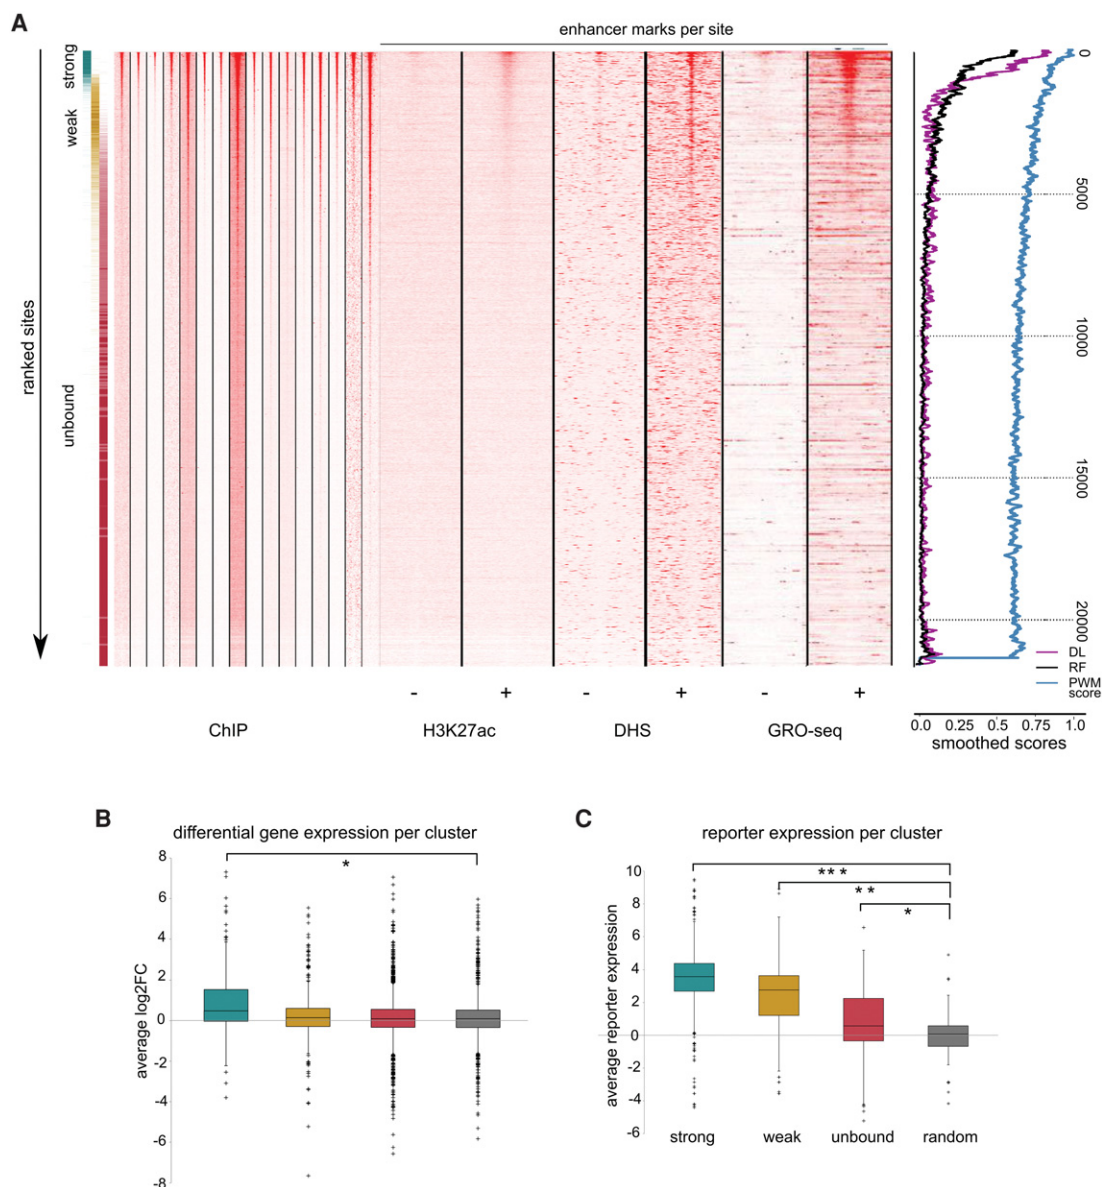 A
enhancer marks per site
strong
weak
unbound
ranked sites
0
5000
10000
15000
20000
DL
RF
PWM
score
- + - + - +
ChIP H3K27ac DHS GRO-seq
0.0 0.25 0.5 0.75 1.0
smoothed scores
B
differential gene expression per cluster
*
8
6
4
2
0
-2
-4
-6
-8
average log2FC
C
reporter expression per cluster
***
**
*
10
8
6
4
2
0
-2
-4
-6
average reporter expression
strong weak unbound random